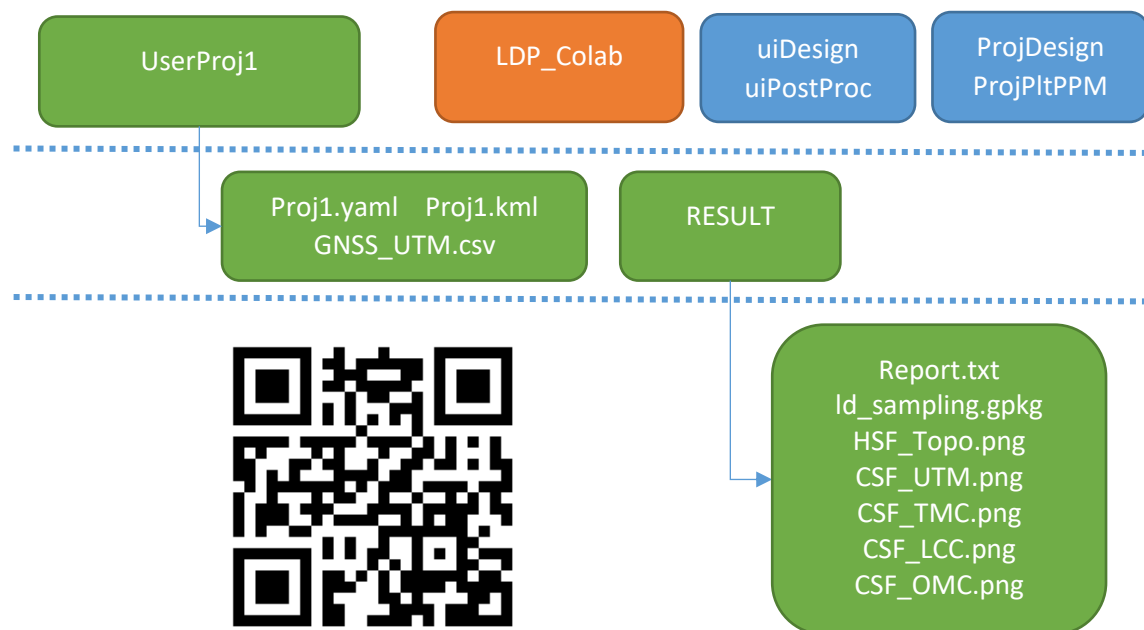 UserProj1
LDP_Colab
uiDesign
uiPostProc
ProjDesign
ProjPltPPM
Proj1.yaml Proj1.kml
GNSS_UTM.csv
RESULT
Report.txt
ld_sampling.gpkg
HSF_Topo.png
CSF_UTM.png
CSF_TMC.png
CSF_LCC.png
CSF_OMC.png